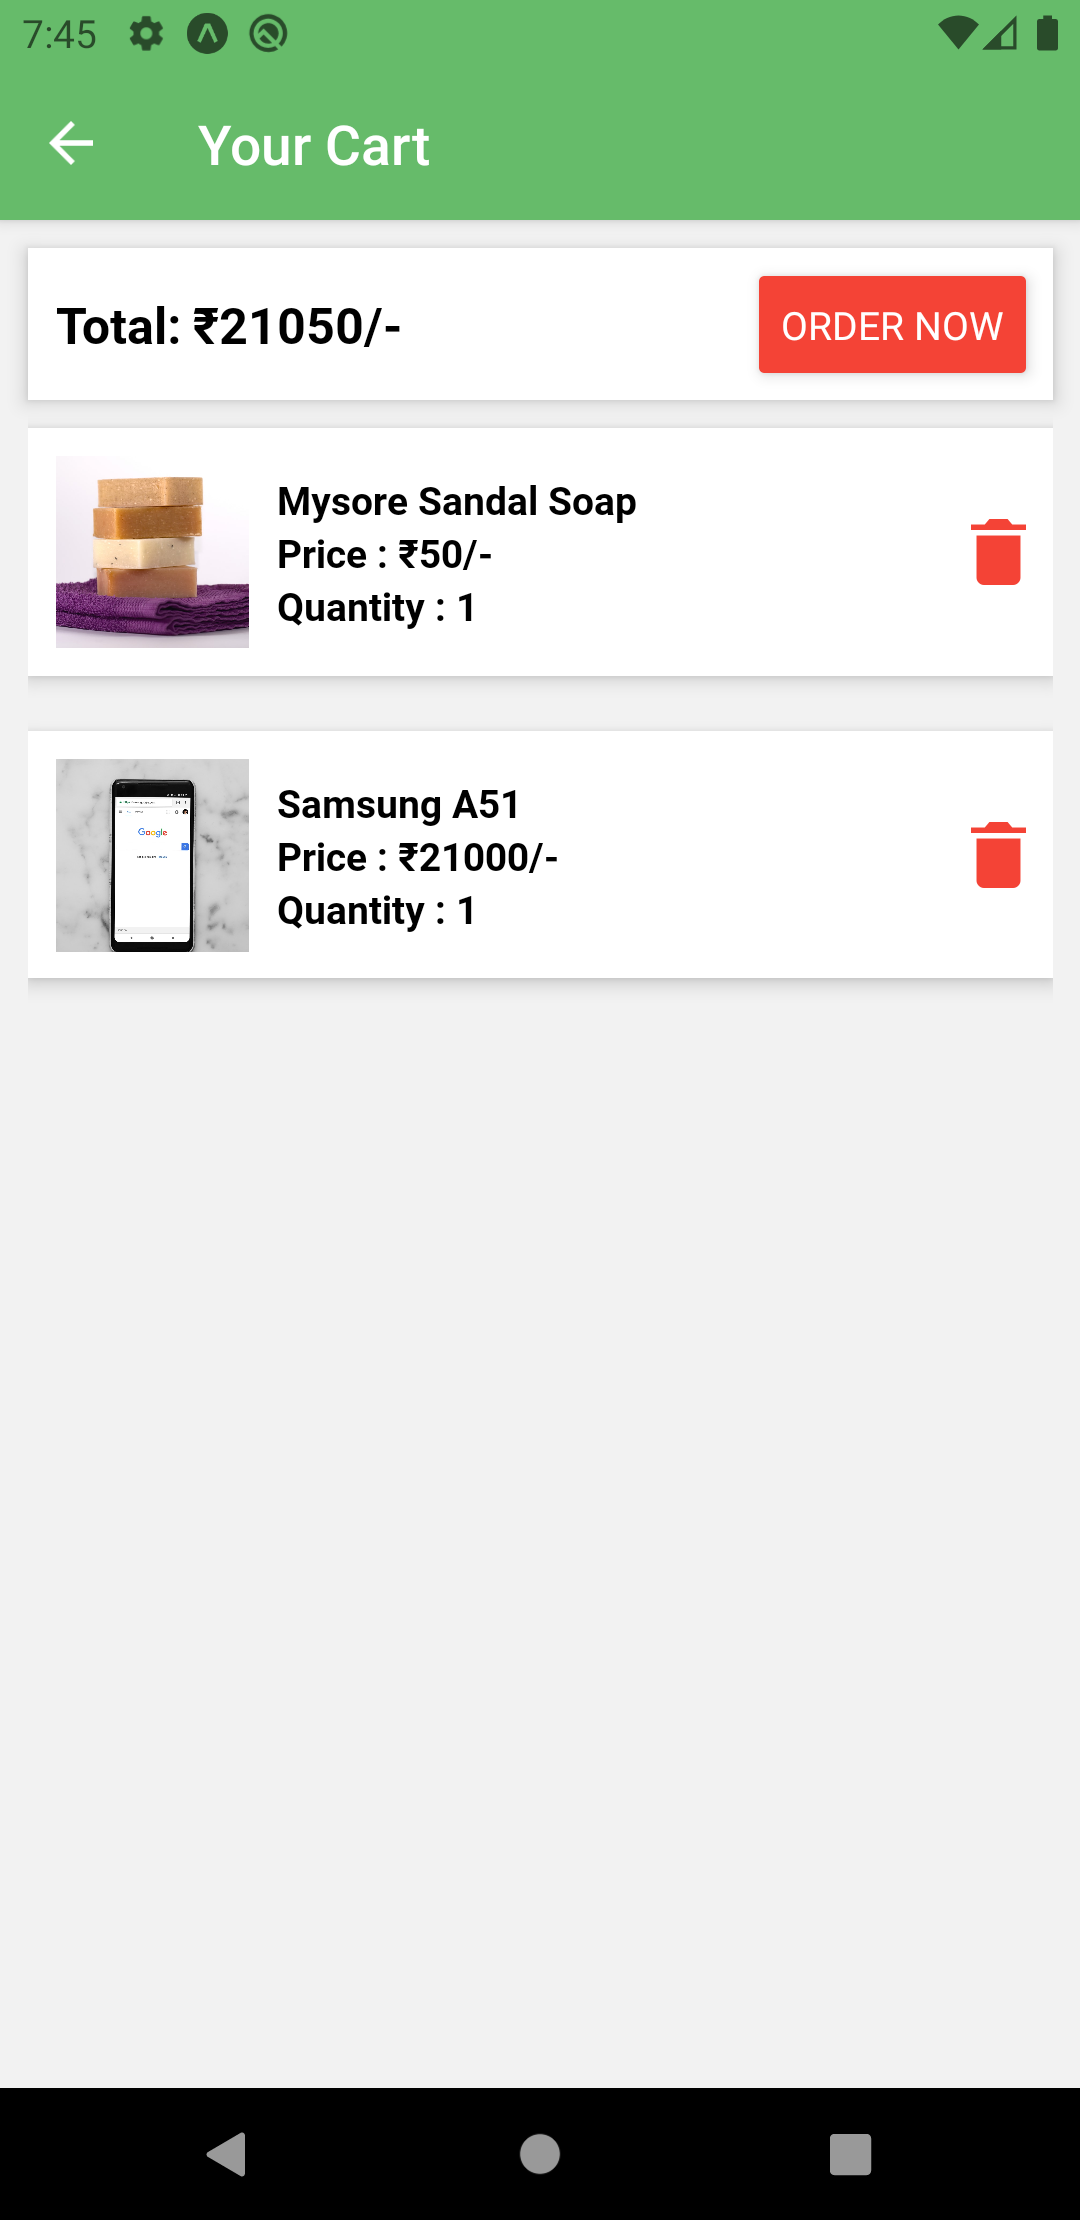 7:45
Your Cart
Total: ₹21050/-
ORDER NOW
Mysore Sandal Soap
Price : ₹50/-
Quantity : 1
Google
Samsung A51
Price : ₹21000/-
Quantity : 1